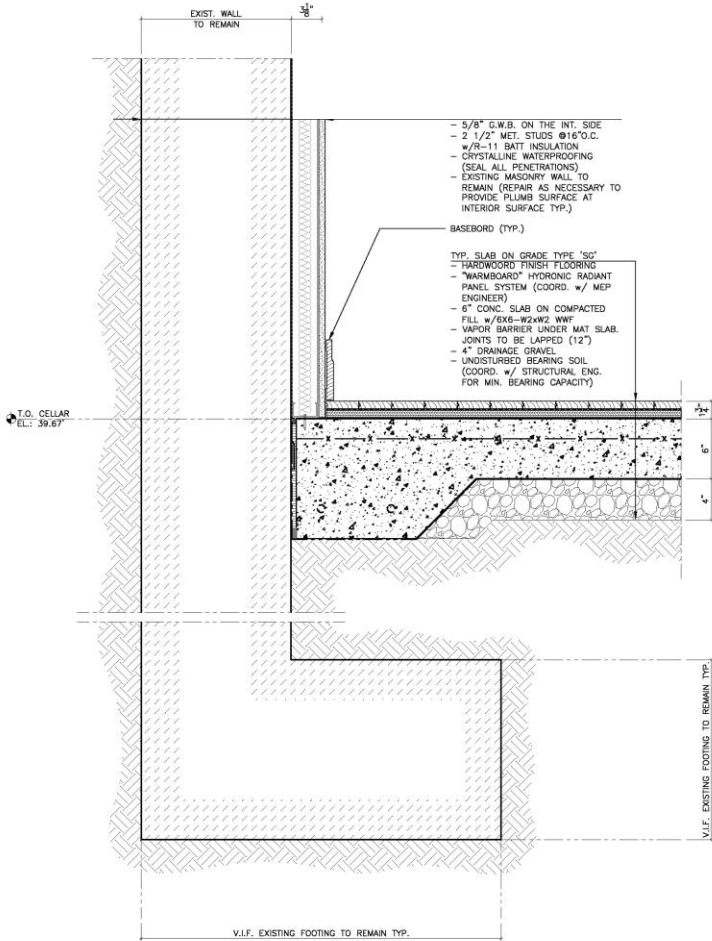 EXIST. WALL
TO REMAIN
3 1/8"
- 5/8" G.W.B. ON THE INT. SIDE
- 2 1/2" MET. STUDS @16"O.C.
w/R-11 BATT INSULATION
- CRYSTALLINE WATERPROOFING
(SEAL ALL PENETRATIONS)
- EXISTING MASONRY WALL TO
REMAIN (REPAIR AS NECESSARY TO
PROVIDE PLUMB SURFACE AT
INTERIOR SURFACE TYP.)
BASEBORD (TYP.)
TYP. SLAB ON GRADE TYPE 'SG'
- HARDWOORD FINISH FLOORING
- "WARMBOARD" HYDRONIC RADIANT
PANEL SYSTEM (COORD. w/ MEP
ENGINEER)
- 6" CONC. SLAB ON COMPACTED
FILL w/6X6-W2xW2 WWF
- VAPOR BARRIER UNDER MAT SLAB.
JOINTS TO BE LAPPED (12")
- 4" DRAINAGE GRAVEL
- UNDISTURBED BEARING SOIL
(COORD. w/ STRUCTURAL ENG.
FOR MIN. BEARING CAPACITY)
T.O. CELLAR
EL.: 39.67'
1 3/4"
6"
4"
V.I.F. EXISTING FOOTING TO REMAIN TYP.
V.I.F. EXISTING FOOTING TO REMAIN TYP.